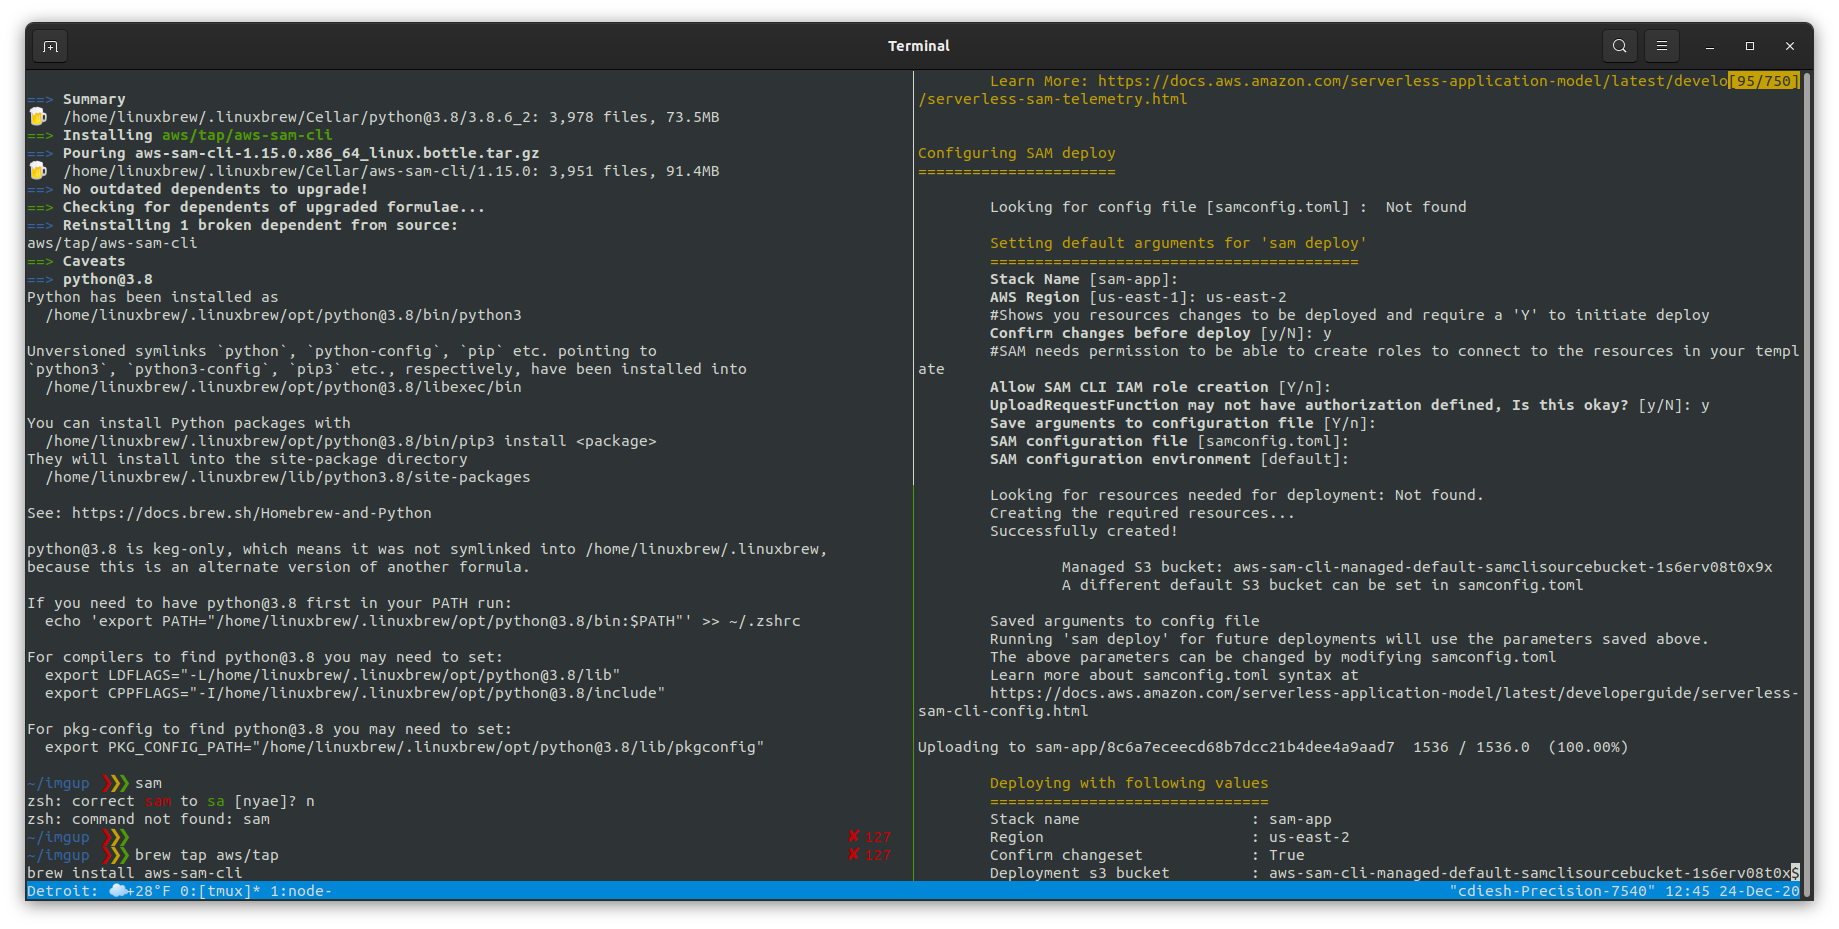 Terminal
==> Summary
🍺  /home/linuxbrew/.linuxbrew/Cellar/python@3.8/3.8.6_2: 3,978 files, 73.5MB
==> Installing aws/tap/aws-sam-cli
==> Pouring aws-sam-cli-1.15.0.x86_64_linux.bottle.tar.gz
🍺  /home/linuxbrew/.linuxbrew/Cellar/aws-sam-cli/1.15.0: 3,951 files, 91.4MB
==> No outdated dependents to upgrade!
==> Checking for dependents of upgraded formulae...
==> Reinstalling 1 broken dependent from source:
aws/tap/aws-sam-cli
==> Caveats
==> python@3.8
Python has been installed as
  /home/linuxbrew/.linuxbrew/opt/python@3.8/bin/python3
Unversioned symlinks `python`, `python-config`, `pip` etc. pointing to
`python3`, `python3-config`, `pip3` etc., respectively, have been installed into
  /home/linuxbrew/.linuxbrew/opt/python@3.8/libexec/bin
You can install Python packages with
  /home/linuxbrew/.linuxbrew/opt/python@3.8/bin/pip3 install <package>
They will install into the site-package directory
  /home/linuxbrew/.linuxbrew/lib/python3.8/site-packages
See: https://docs.brew.sh/Homebrew-and-Python
python@3.8 is keg-only, which means it was not symlinked into /home/linuxbrew/.linuxbrew,
because this is an alternate version of another formula.
If you need to have python@3.8 first in your PATH run:
  echo 'export PATH="/home/linuxbrew/.linuxbrew/opt/python@3.8/bin:$PATH"' >> ~/.zshrc
For compilers to find python@3.8 you may need to set:
  export LDFLAGS="-L/home/linuxbrew/.linuxbrew/opt/python@3.8/lib"
  export CPPFLAGS="-I/home/linuxbrew/.linuxbrew/opt/python@3.8/include"
For pkg-config to find python@3.8 you may need to set:
  export PKG_CONFIG_PATH="/home/linuxbrew/.linuxbrew/opt/python@3.8/lib/pkgconfig"
~/imgup ❯❯❯ sam
zsh: correct sam to sa [nyae]? n
zsh: command not found: sam
~/imgup ❯❯❯ ✘ 127
~/imgup ❯❯❯ brew tap aws/tap ✘ 127
brew install aws-sam-cli
Learn More: https://docs.aws.amazon.com/serverless-application-model/latest/develo[95/750]
/serverless-sam-telemetry.html
Configuring SAM deploy
======================
Looking for config file [samconfig.toml] :  Not found
Setting default arguments for 'sam deploy'
=========================================
Stack Name [sam-app]:
AWS Region [us-east-1]: us-east-2
#Shows you resources changes to be deployed and require a 'Y' to initiate deploy
Confirm changes before deploy [y/N]: y
#SAM needs permission to be able to create roles to connect to the resources in your templ
ate
Allow SAM CLI IAM role creation [Y/n]:
UploadRequestFunction may not have authorization defined, Is this okay? [y/N]: y
Save arguments to configuration file [Y/n]:
SAM configuration file [samconfig.toml]:
SAM configuration environment [default]:
Looking for resources needed for deployment: Not found.
Creating the required resources...
Successfully created!
Managed S3 bucket: aws-sam-cli-managed-default-samclisourcebucket-1s6erv08t0x9x
A different default S3 bucket can be set in samconfig.toml
Saved arguments to config file
Running 'sam deploy' for future deployments will use the parameters saved above.
The above parameters can be changed by modifying samconfig.toml
Learn more about samconfig.toml syntax at
https://docs.aws.amazon.com/serverless-application-model/latest/developerguide/serverless-
sam-cli-config.html
Uploading to sam-app/8c6a7eceecd68b7dcc21b4dee4a9aad7  1536 / 1536.0  (100.00%)
Deploying with following values
===============================
Stack name                   : sam-app
Region                       : us-east-2
Confirm changeset            : True
Deployment s3 bucket         : aws-sam-cli-managed-default-samclisourcebucket-1s6erv08t0x$
Detroit: ☁️+28°F 0:[tmux]* 1:node- "cdiesh-Precision-7540" 12:45 24-Dec-20